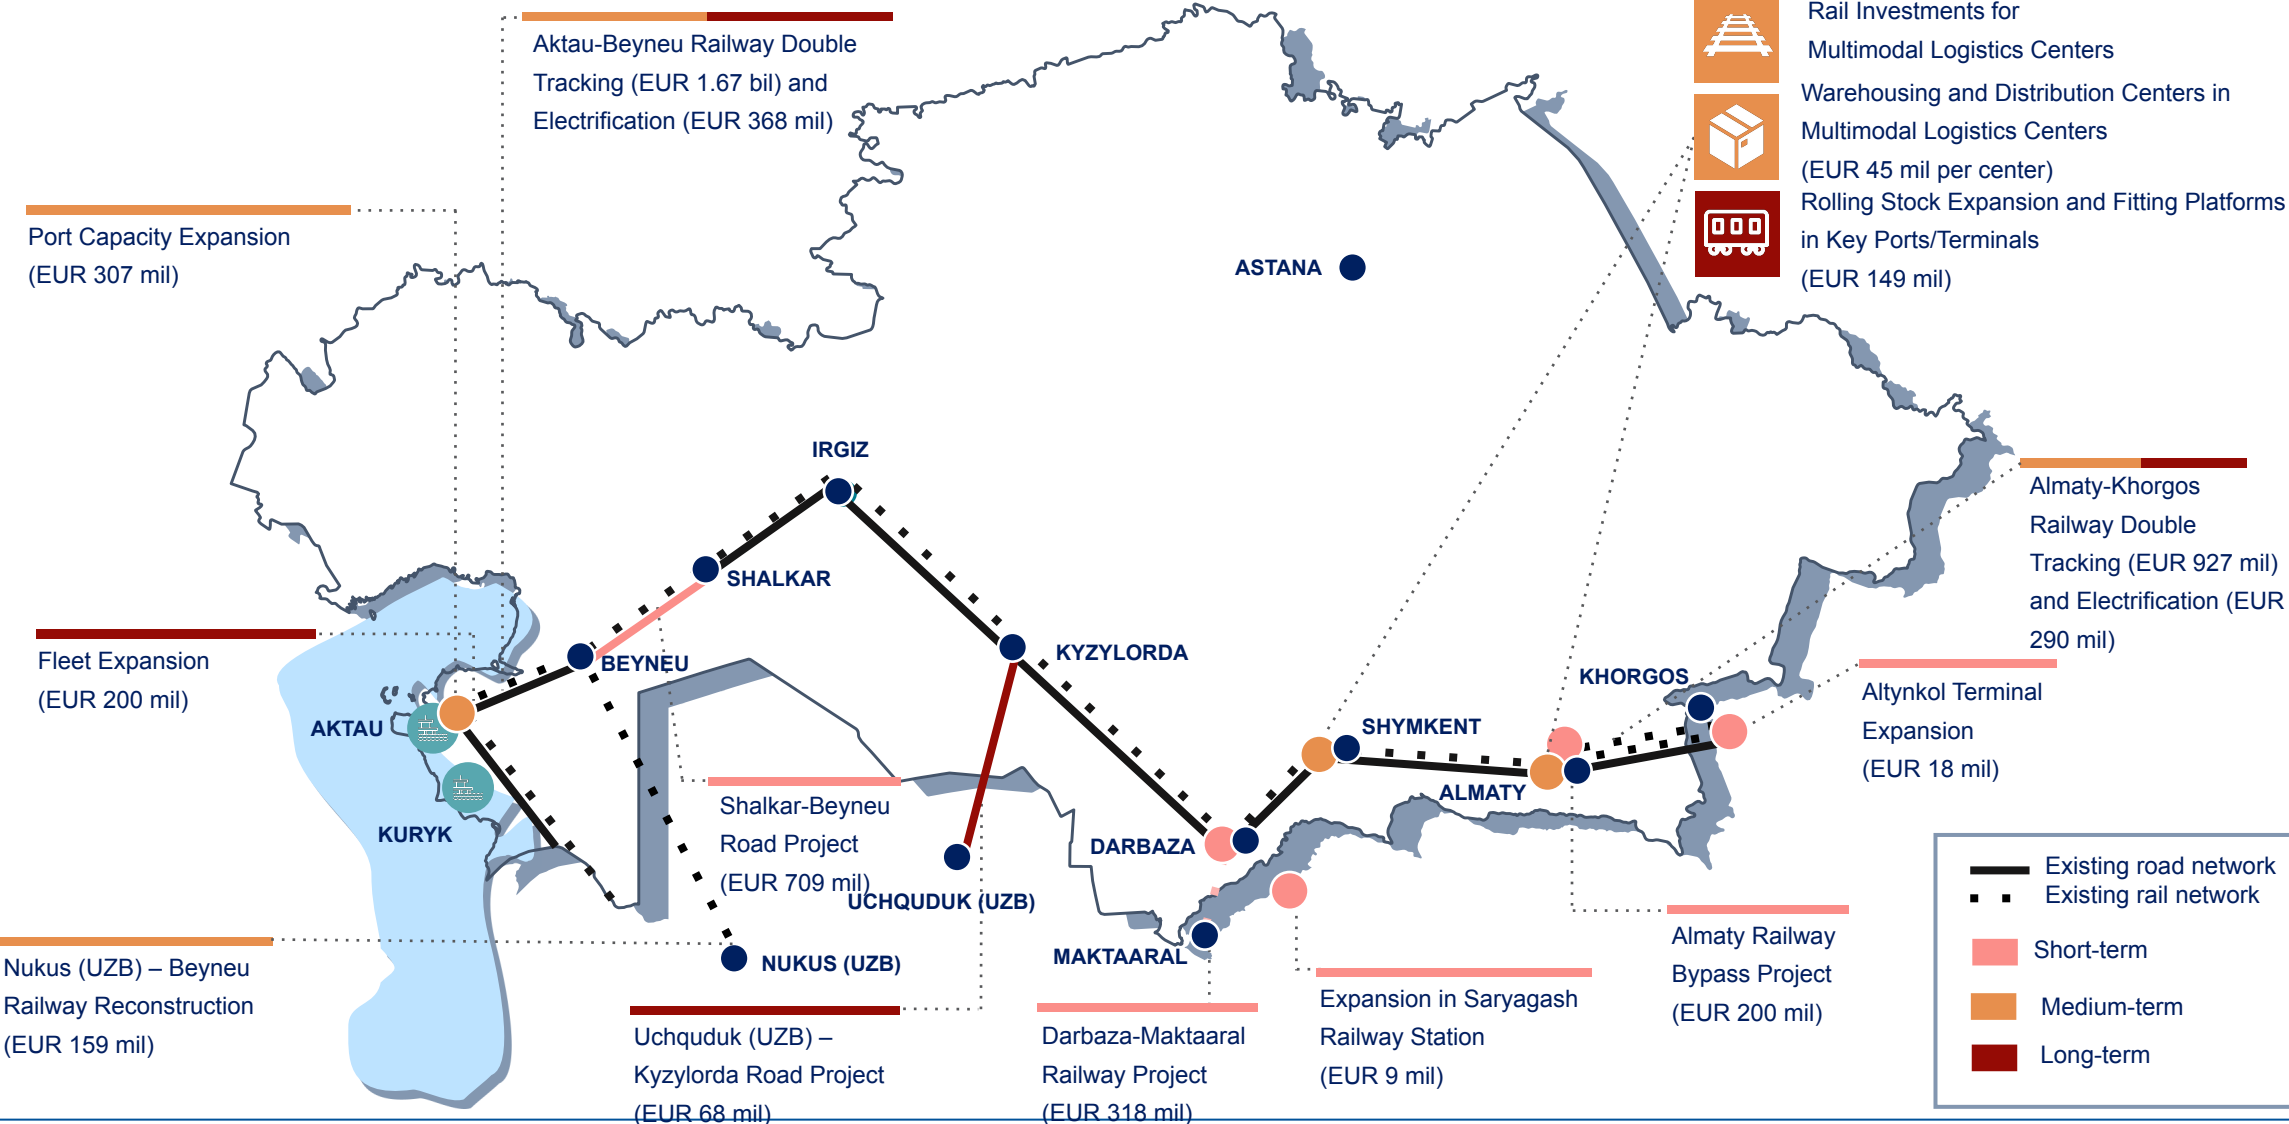 Aktau-Beyneu Railway Double
Tracking (EUR 1.67 bil) and
Electrification (EUR 368 mil)
Rail Investments for
Multimodal Logistics Centers
Warehousing and Distribution Centers in
Multimodal Logistics Centers
(EUR 45 mil per center)
Rolling Stock Expansion and Fitting Platforms
in Key Ports/Terminals
(EUR 149 mil)
Port Capacity Expansion
(EUR 307 mil)
ASTANA
IRGIZ
SHALKAR
BEYNEU
KYZYLORDA
Almaty-Khorgos
Railway Double
Tracking (EUR 927 mil)
and Electrification (EUR
290 mil)
Fleet Expansion
(EUR 200 mil)
AKTAU
KURYK
KHORGOS
SHYMKENT
ALMATY
DARBAZA
Altynkol Terminal
Expansion
(EUR 18 mil)
Shalkar-Beyneu
Road Project
(EUR 709 mil)
UCHQUDUK (UZB)
NUKUS (UZB)
MAKTAARAL
Nukus (UZB) – Beyneu
Railway Reconstruction
(EUR 159 mil)
Uchquduk (UZB) –
Kyzylorda Road Project
(EUR 68 mil)
Darbaza-Maktaaral
Railway Project
(EUR 318 mil)
Expansion in Saryagash
Railway Station
(EUR 9 mil)
Almaty Railway
Bypass Project
(EUR 200 mil)
Existing road network
Existing rail network
Short-term
Medium-term
Long-term